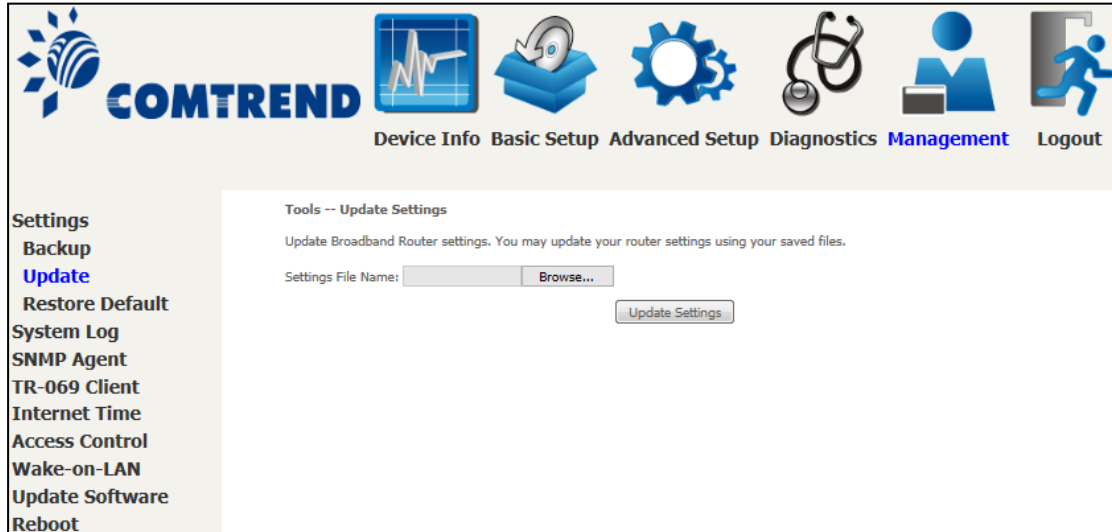 COMTREND
Device Info Basic Setup Advanced Setup Diagnostics Management Logout
Settings
Backup
Update
Restore Default
System Log
SNMP Agent
TR-069 Client
Internet Time
Access Control
Wake-on-LAN
Update Software
Reboot
Tools -- Update Settings
Update Broadband Router settings. You may update your router settings using your saved files.
Settings File Name: Browse...
Update Settings